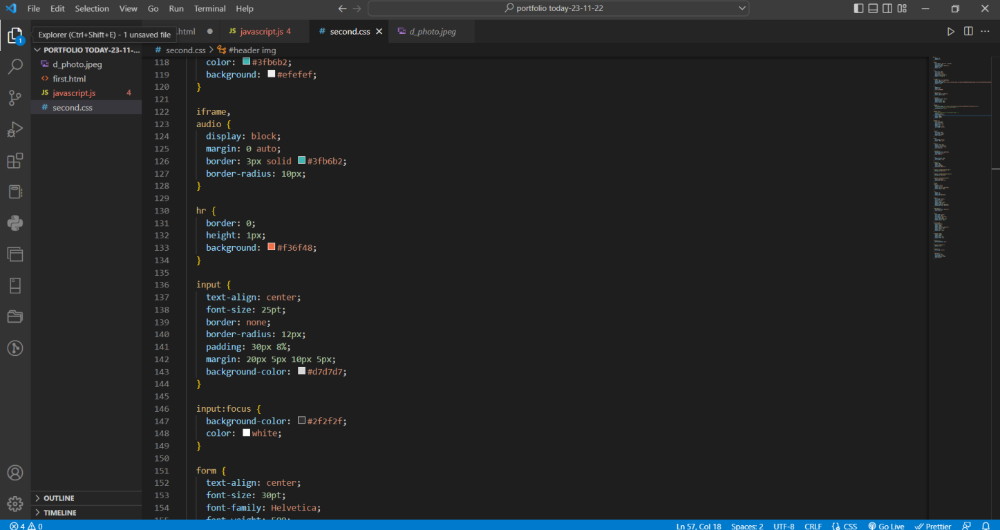 File Edit Selection View Go Run Terminal Help
portfolio today-23-11-22
Explorer (Ctrl+Shift+E) - 1 unsaved file
.html
JS javascript.js 4
# second.css
d_photo.jpeg
1
PORTFOLIO TODAY-23-11-...
d_photo.jpeg
first.html
JS javascript.js 4
# second.css
OUTLINE
TIMELINE
# second.css > #header img
118 color: #3fb6b2;
119 background: #efefef;
120 }
121
122 iframe,
123 audio {
124 display: block;
125 margin: 0 auto;
126 border: 3px solid #3fb6b2;
127 border-radius: 10px;
128 }
129
130 hr {
131 border: 0;
132 height: 1px;
133 background: #f36f48;
134 }
135
136 input {
137 text-align: center;
138 font-size: 25pt;
139 border: none;
140 border-radius: 12px;
141 padding: 30px 8%;
142 margin: 20px 5px 10px 5px;
143 background-color: #d7d7d7;
144 }
145
146 input:focus {
147 background-color: #2f2f2f;
148 color: white;
149 }
150
151 form {
152 text-align: center;
153 font-size: 30pt;
154 font-family: Helvetica;
4 0
Ln 57, Col 18 Spaces: 2 UTF-8 CRLF CSS Go Live Prettier